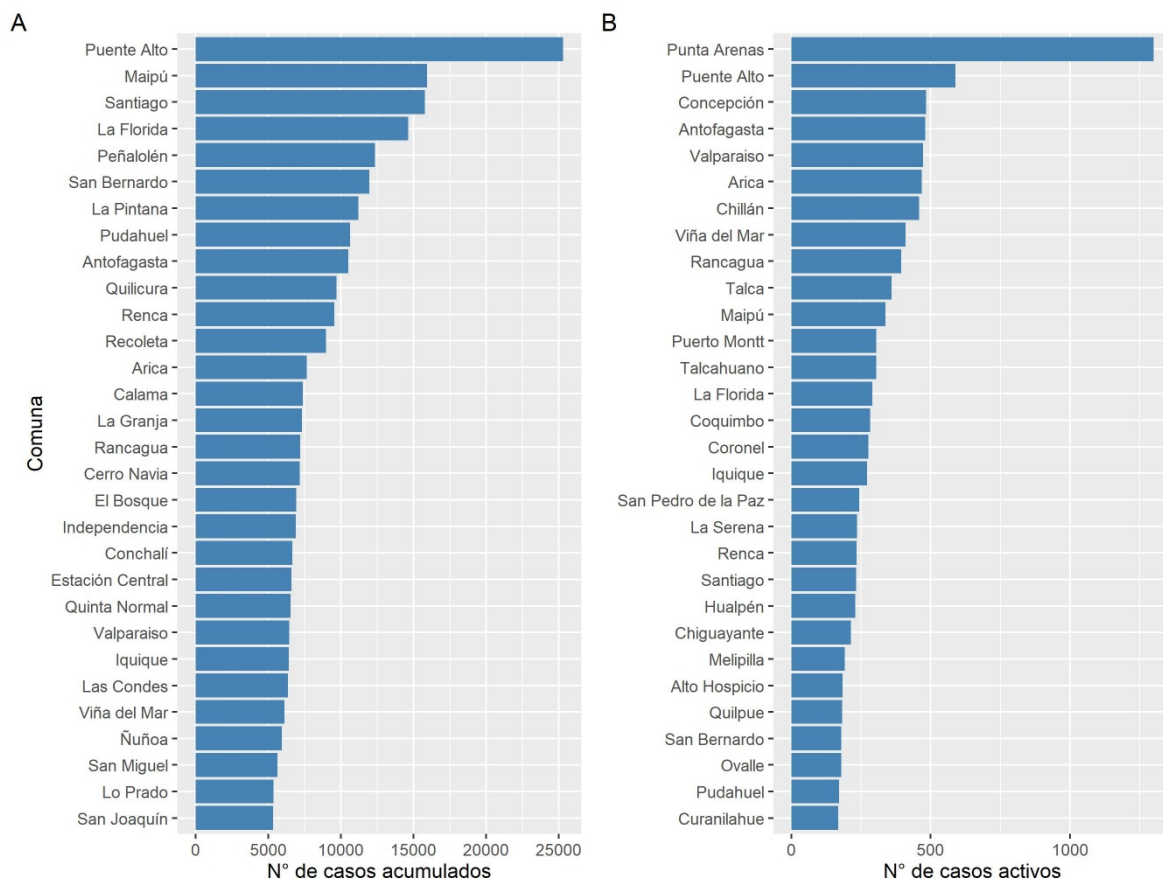 A
Puente Alto
Maipú
Santiago
La Florida
Peñalolén
San Bernardo
La Pintana
Pudahuel
Antofagasta
Quilicura
Renca
Recoleta
Arica
Calama
La Granja
Rancagua
Cerro Navia
El Bosque
Independencia
Conchalí
Estación Central
Quinta Normal
Valparaiso
Iquique
Las Condes
Viña del Mar
Ñuñoa
San Miguel
Lo Prado
San Joaquín
Comuna
0 5000 10000 15000 20000 25000
N° de casos acumulados
B
Punta Arenas
Puente Alto
Concepción
Antofagasta
Valparaiso
Arica
Chillán
Viña del Mar
Rancagua
Talca
Maipú
Puerto Montt
Talcahuano
La Florida
Coquimbo
Coronel
Iquique
San Pedro de la Paz
La Serena
Renca
Santiago
Hualpén
Chiguayante
Melipilla
Alto Hospicio
Quilpue
San Bernardo
Ovalle
Pudahuel
Curanilahue
0 500 1000
N° de casos activos